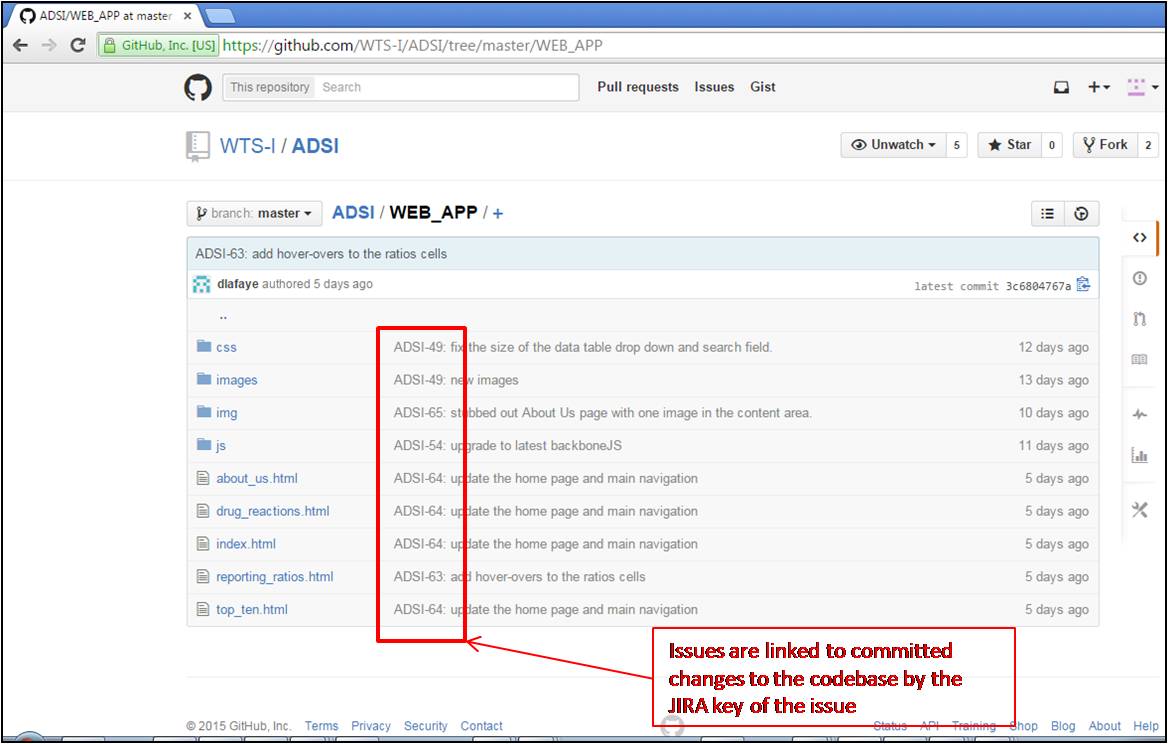 ADSI/WEB_APP at master
GitHub, Inc. [US] https://github.com/WTS-I/ADSI/tree/master/WEB_APP
This repository Search Pull requests Issues Gist
WTS-I / ADSI Unwatch 5 Star 0 Fork 2
branch: master ADSI / WEB_APP / +
ADSI-63: add hover-overs to the ratios cells
dlafaye authored 5 days ago latest commit 3c6804767a
..
css ADSI-49: fix the size of the data table drop down and search field. 12 days ago
images ADSI-49: new images 13 days ago
img ADSI-65: stubbed out About Us page with one image in the content area. 10 days ago
js ADSI-54: upgrade to latest backboneJS 11 days ago
about_us.html ADSI-64: update the home page and main navigation 5 days ago
drug_reactions.html ADSI-64: update the home page and main navigation 5 days ago
index.html ADSI-64: update the home page and main navigation 5 days ago
reporting_ratios.html ADSI-63: add hover-overs to the ratios cells 5 days ago
top_ten.html ADSI-64: update the home page and main navigation 5 days ago
Issues are linked to committed
changes to the codebase by the
JIRA key of the issue
© 2015 GitHub, Inc. Terms Privacy Security Contact Status API Training Shop Blog About Help